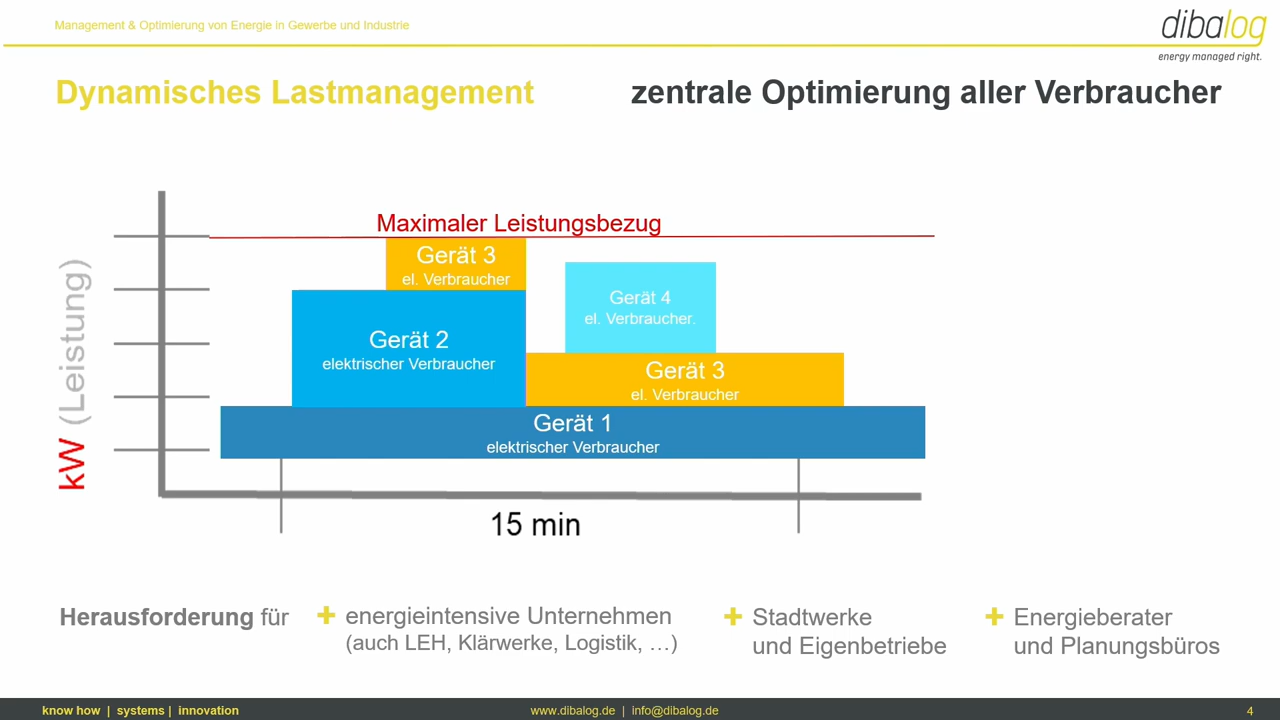 Management & Optimierung von Energie in Gewerbe und Industrie
dibalog
energy managed right.
Dynamisches Lastmanagement
zentrale Optimierung aller Verbraucher
kW (Leistung)
Maximaler Leistungsbezug
Gerät 3
el. Verbraucher
Gerät 4
el. Verbraucher.
Gerät 2
elektrischer Verbraucher
Gerät 3
el. Verbraucher
Gerät 1
elektrischer Verbraucher
15 min
Herausforderung für
+ energieintensive Unternehmen
(auch LEH, Klärwerke, Logistik, …)
+ Stadtwerke
und Eigenbetriebe
+ Energieberater
und Planungsbüros
know how | systems | innovation
www.dibalog.de | info@dibalog.de
4